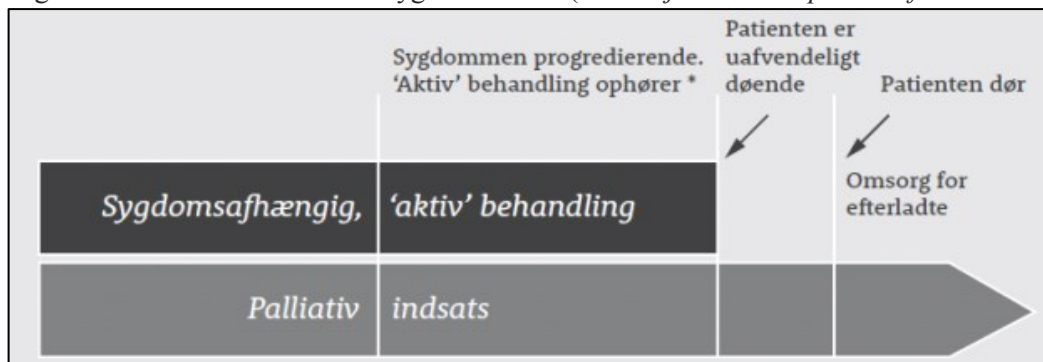 Patienten er
uafvendeligt
døende
Sygdommen progredierende.
‘Aktiv’ behandling ophører *
Patienten dør
Omsorg for
efterladte
Sygdomsafhængig, ‘aktiv’ behandling
Palliativ indsats